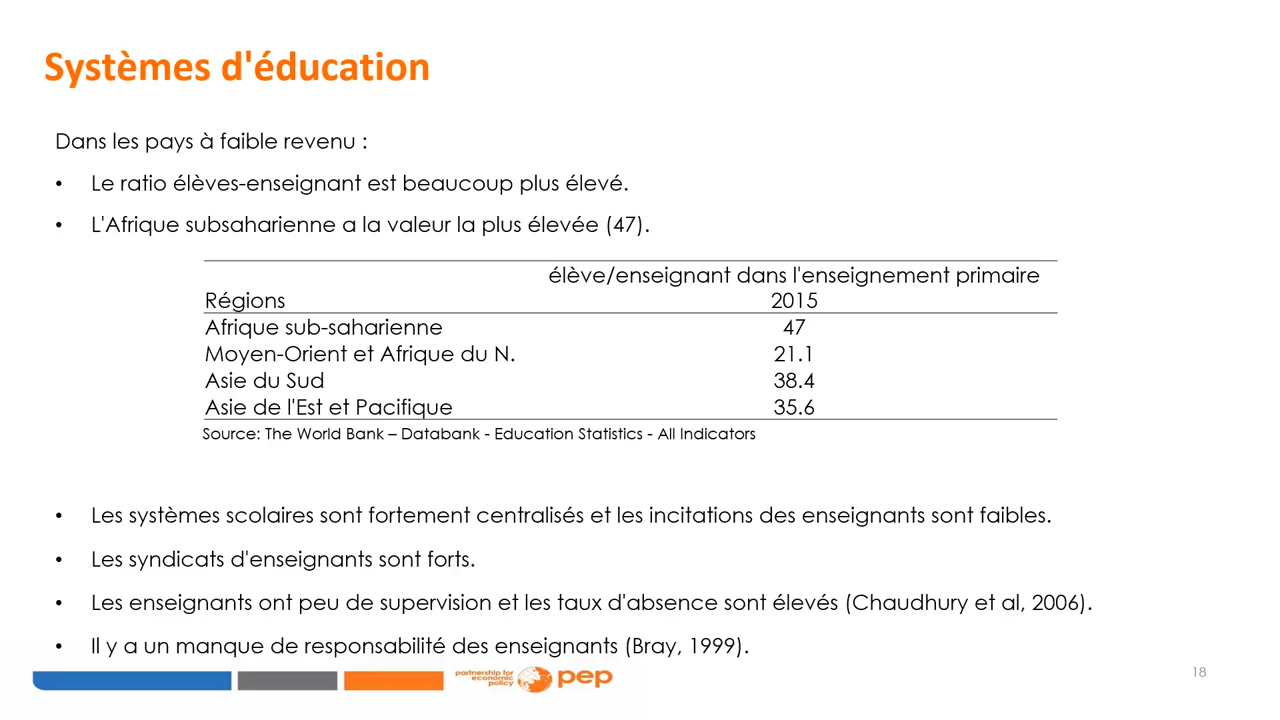 Systèmes d'éducation
Dans les pays à faible revenu :
• Le ratio élèves-enseignant est beaucoup plus élevé.
• L'Afrique subsaharienne a la valeur la plus élevée (47).
élève/enseignant dans l'enseignement primaire
Régions 2015
Afrique sub-saharienne 47
Moyen-Orient et Afrique du N. 21.1
Asie du Sud 38.4
Asie de l'Est et Pacifique 35.6
Source: The World Bank – Databank - Education Statistics - All Indicators
• Les systèmes scolaires sont fortement centralisés et les incitations des enseignants sont faibles.
• Les syndicats d'enseignants sont forts.
• Les enseignants ont peu de supervision et les taux d'absence sont élevés (Chaudhury et al, 2006).
• Il y a un manque de responsabilité des enseignants (Bray, 1999).
partnership for
economic
policy
pep
18